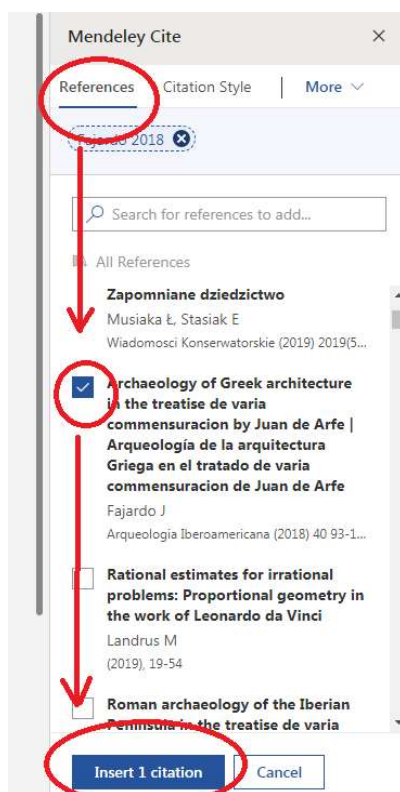 Mendeley Cite
References Citation Style More
Fajardo 2018
Search for references to add...
All References
Zapomniane dziedzictwo
Musiaka Ł, Stasiak E
Wiadomosci Konserwatorskie (2019) 2019(5...
Archaeology of Greek architecture
in the treatise de varia
commensuracion by Juan de Arfe |
Arqueología de la arquitectura
Griega en el tratado de varia
commensuracion de Juan de Arfe
Fajardo J
Arqueologia Iberoamericana (2018) 40 93-1...
Rational estimates for irrational
problems: Proportional geometry in
the work of Leonardo da Vinci
Landrus M
(2019), 19-54
Roman archaeology of the Iberian
Peninsula in the treatise de varia
Insert 1 citation Cancel